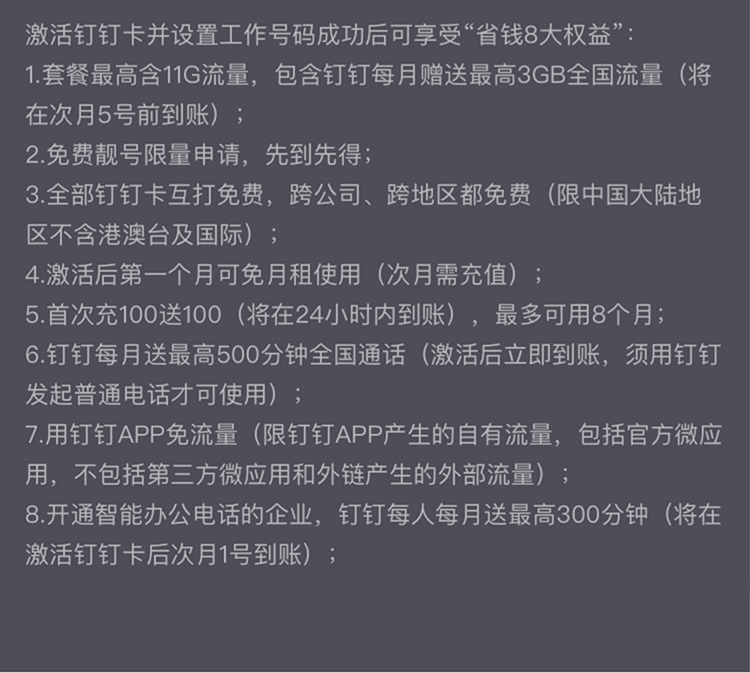 激活钉钉卡并设置工作号码成功后可享受“省钱8大权益”：
1.套餐最高含11G流量，包含钉钉每月赠送最高3GB全国流量（将
在次月5号前到账）；
2.免费靓号限量申请，先到先得；
3.全部钉钉卡互打免费，跨公司、跨地区都免费（限中国大陆地
区不含港澳台及国际）；
4.激活后第一个月可免月租使用（次月需充值）；
5.首次充100送100（将在24小时内到账），最多可用8个月；
6.钉钉每月送最高500分钟全国通话（激活后立即到账，须用钉钉
发起普通电话才可使用）；
7.用钉钉APP免流量（限钉钉APP产生的自有流量，包括官方微应
用，不包括第三方微应用和外链产生的外部流量）；
8.开通智能办公电话的企业，钉钉每人每月送最高300分钟（将在
激活钉钉卡后次月1号到账）；